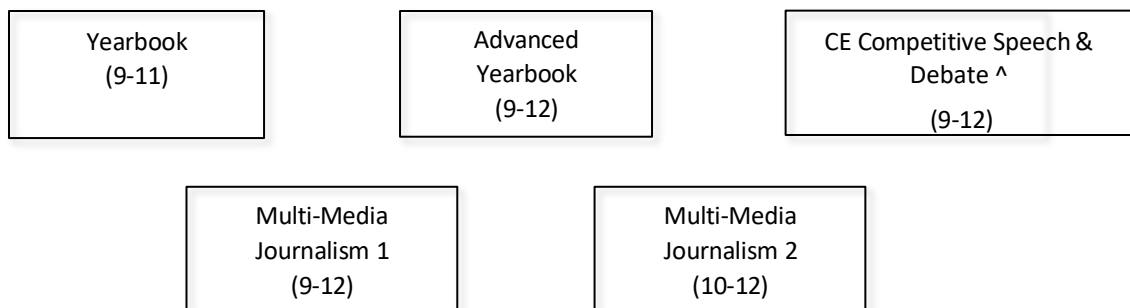 Yearbook
(9-11)
Advanced
Yearbook
(9-12)
CE Competitive Speech &
Debate ^
(9-12)
Multi-Media
Journalism 1
(9-12)
Multi-Media
Journalism 2
(10-12)